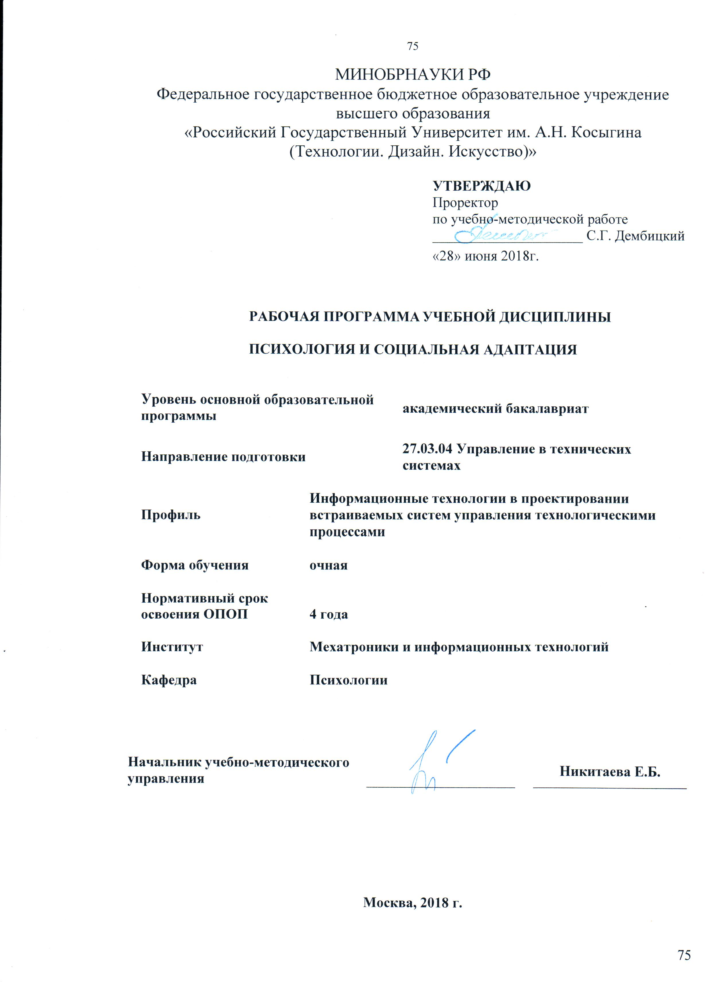 75
МИНОБРНАУКИ РФ
Федеральное государственное бюджетное образовательное учреждение
высшего образования
«Российский Государственный Университет им. А.Н. Косыгина
(Технологии. Дизайн. Искусство)»
УТВЕРЖДАЮ
Проректор
по учебно-методической работе
С.Г. Дембицкий
«28» июня 2018г.
РАБОЧАЯ ПРОГРАММА УЧЕБНОЙ ДИСЦИПЛИНЫ
ПСИХОЛОГИЯ И СОЦИАЛЬНАЯ АДАПТАЦИЯ
Уровень основной образовательной
программы
академический бакалавриат
Направление подготовки
27.03.04 Управление в технических
системах
Профиль
Информационные технологии в проектировании
встраиваемых систем управления технологическими
процессами
Форма обучения
очная
Нормативный срок
освоения ОПОП
4 года
Институт
Мехатроники и информационных технологий
Кафедра
Психологии
Начальник учебно-методического
управления
Никитаева Е.Б.
Москва, 2018 г.
75